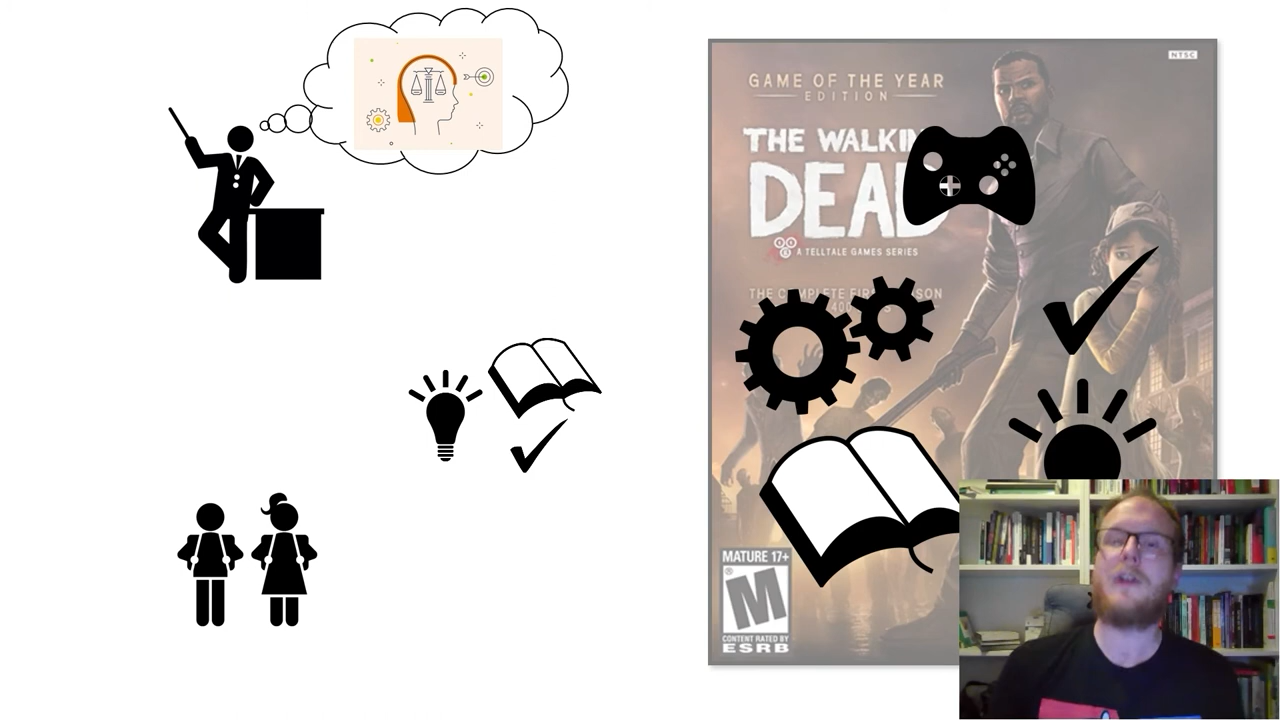 NTSC
GAME OF THE YEAR
EDITION
THE WALKIN
DEAD
A TELLTALE GAMES SERIES
MATURE 17+
M
CONTENT RATED BY
ESRB